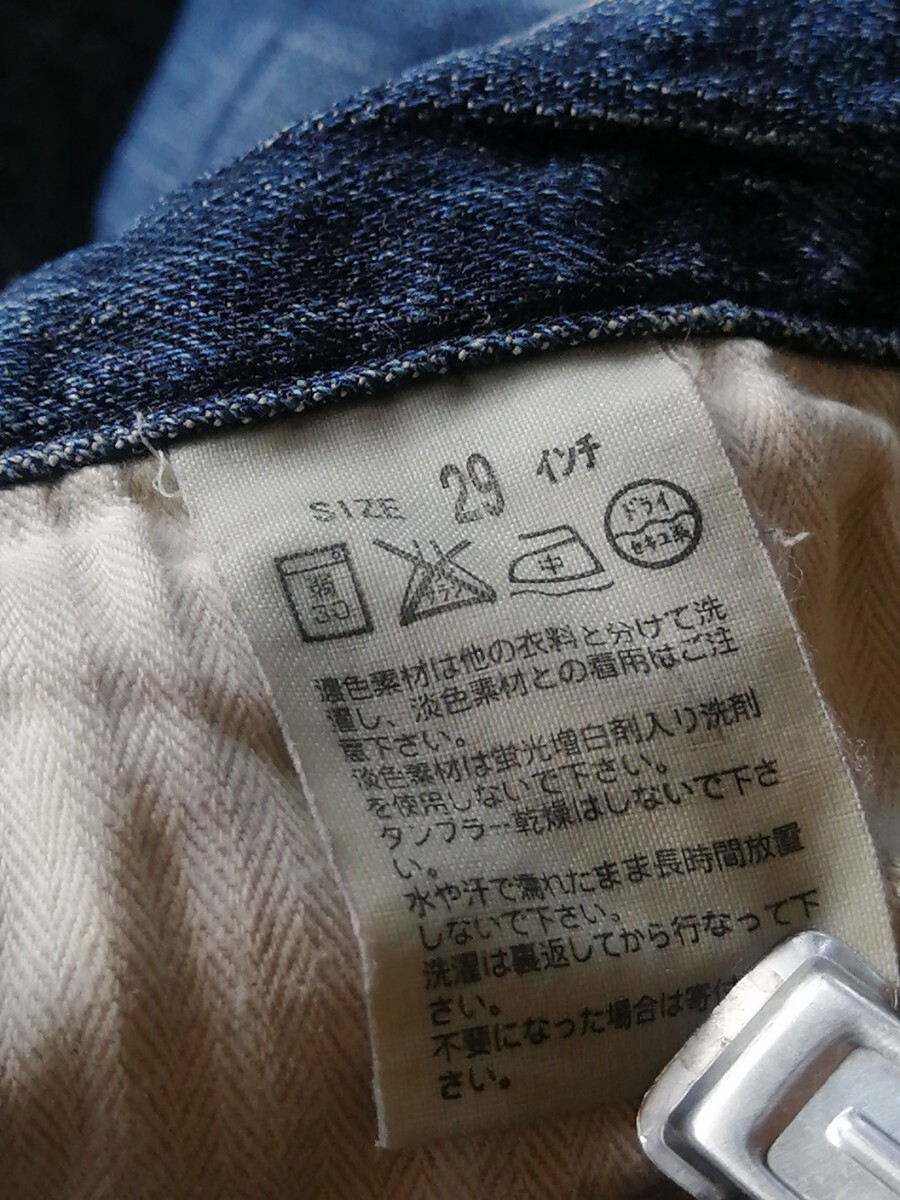 SIZE 29 インチ
弱 30 エンソサラシ 中 ドライ セキユ系
濃色素材は他の衣料と分けて洗
濯し、淡色素材との着用はご注
意下さい。
淡色素材は蛍光増白剤入り洗剤
を使用しないで下さい。
タンブラー乾燥はしないで下さ
い。
水や汗で濡れたまま長時間放置
しないで下さい。
洗濯は裏返してから行なって下
さい。
不要になった場合は寄付
さい。